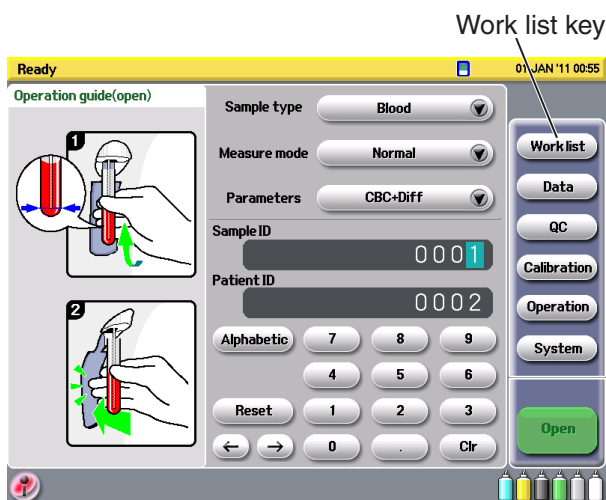 Work list key
Ready
01 JAN '11 00:55
Operation guide(open)
1
2
Sample type Blood
Measure mode Normal
Parameters CBC+Diff
Sample ID
0001
Patient ID
0002
Alphabetic 7 8 9
4 5 6
Reset 1 2 3
← → 0 . Clr
Work list
Data
QC
Calibration
Operation
System
Open